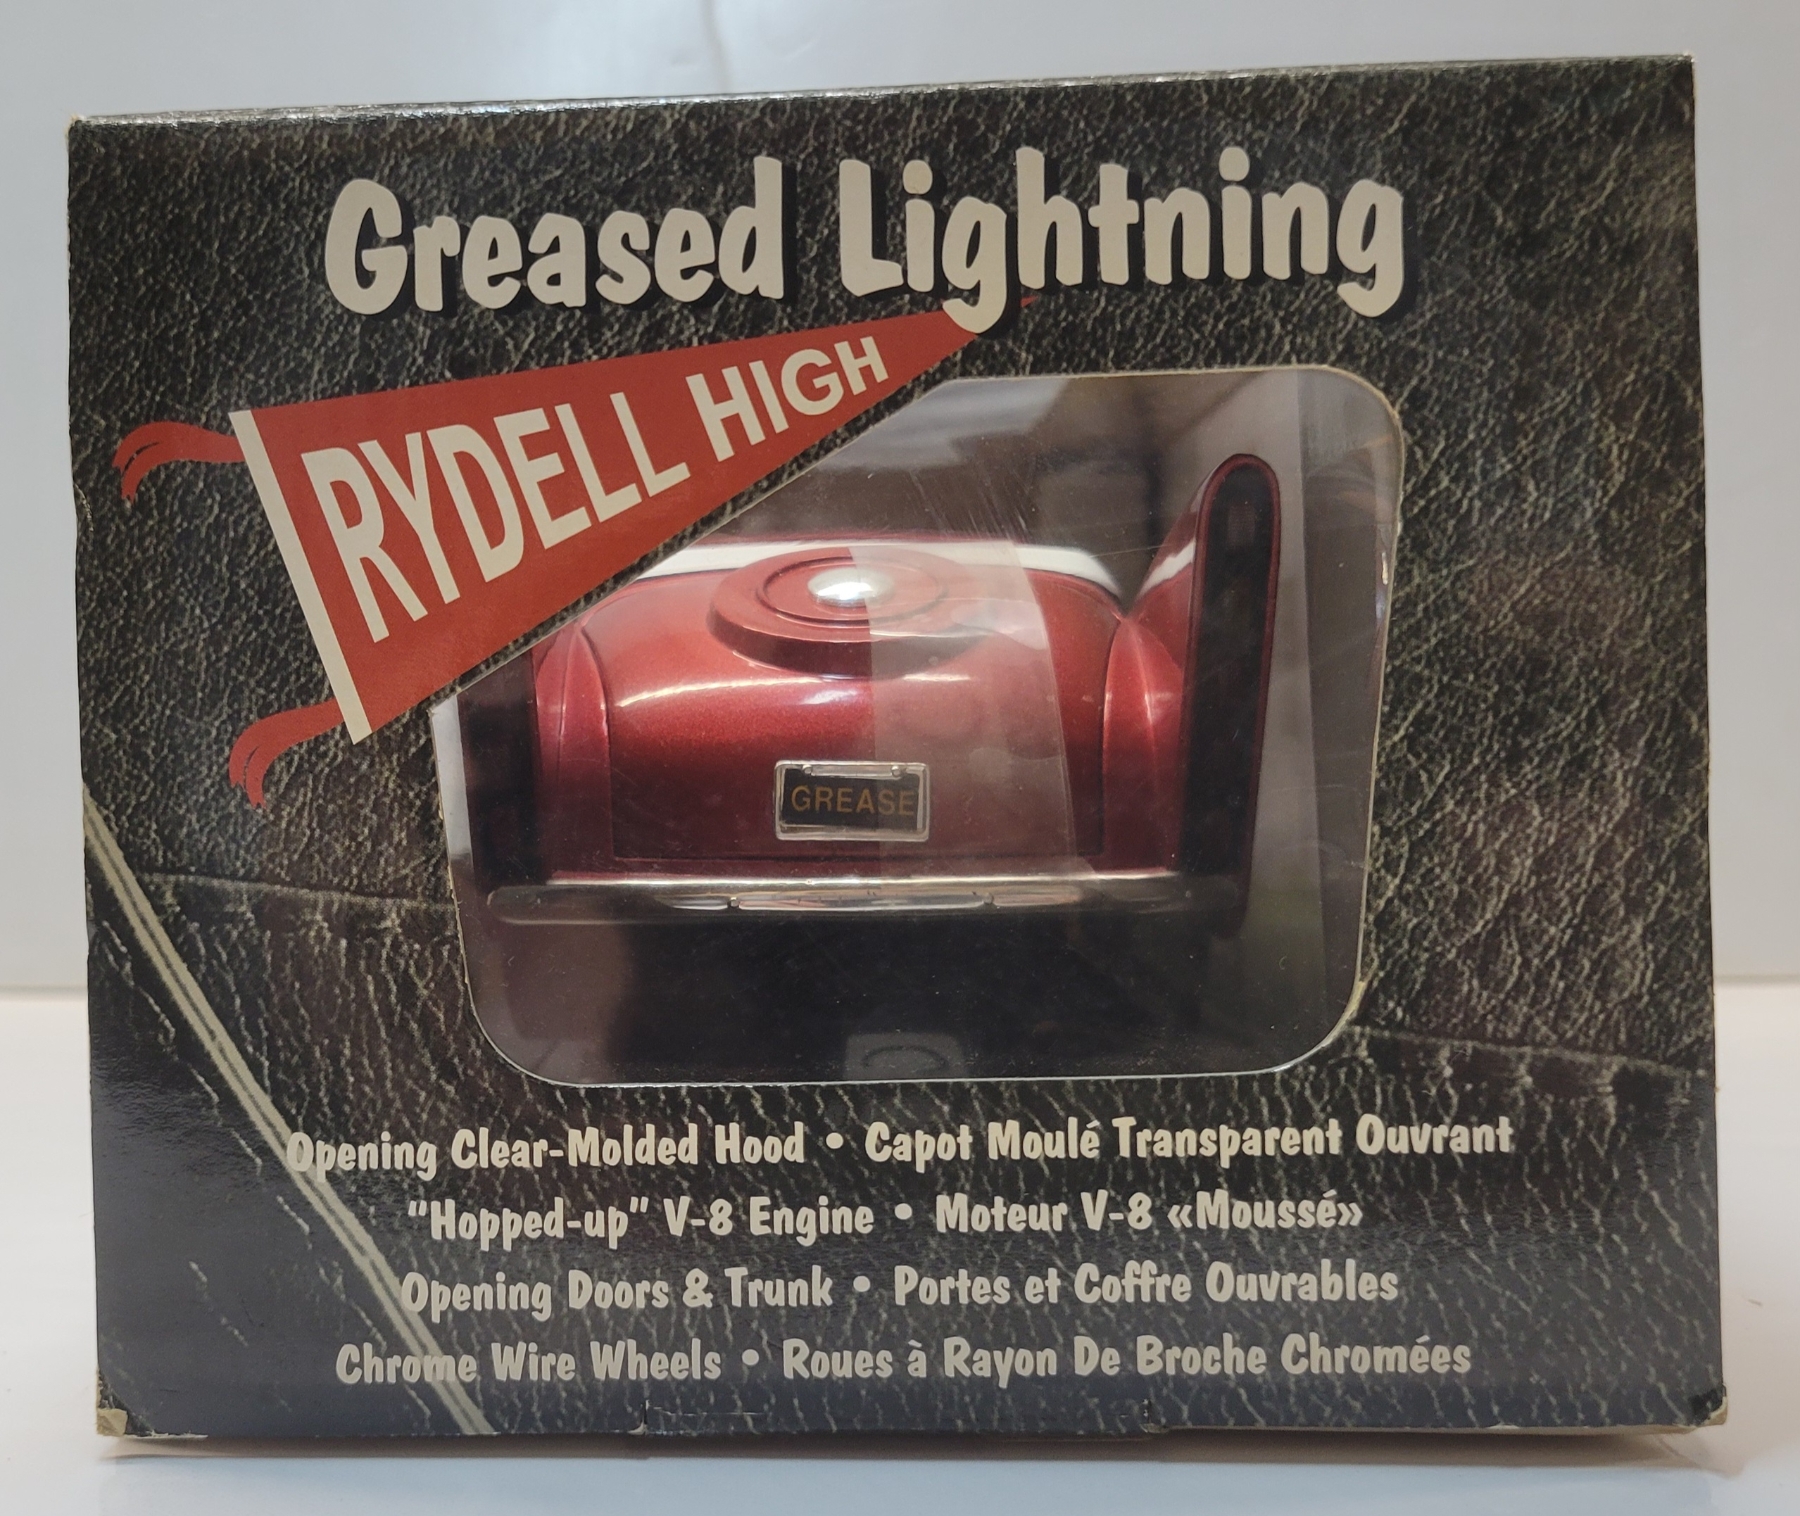 Greased Lightning
RYDELL HIGH
GREASE
Opening Clear-Molded Hood • Capot Moulé Transparent Ouvrant
"Hopped-up" V-8 Engine • Moteur V-8 «Moussé»
Opening Doors & Trunk • Portes et Coffre Ouvrables
Chrome Wire Wheels • Roues à Rayon De Broche Chromées